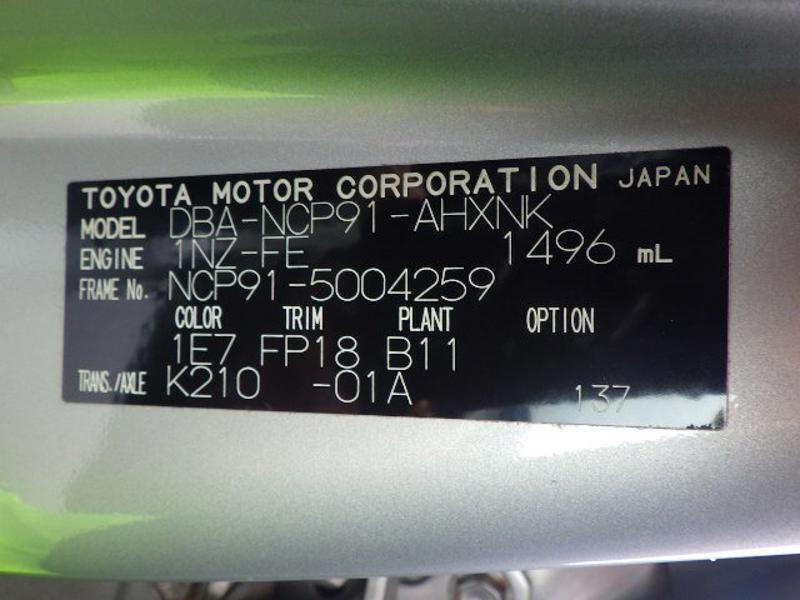 TOYOTA MOTOR CORPORATION JAPAN
MODEL DBA-NCP91-AHXNK
ENGINE 1NZ-FE 1496 mL
FRAME No. NCP91-5004259
COLOR TRIM PLANT OPTION
1E7 FP18 B11
TRANS./AXLE K210 -01A 137